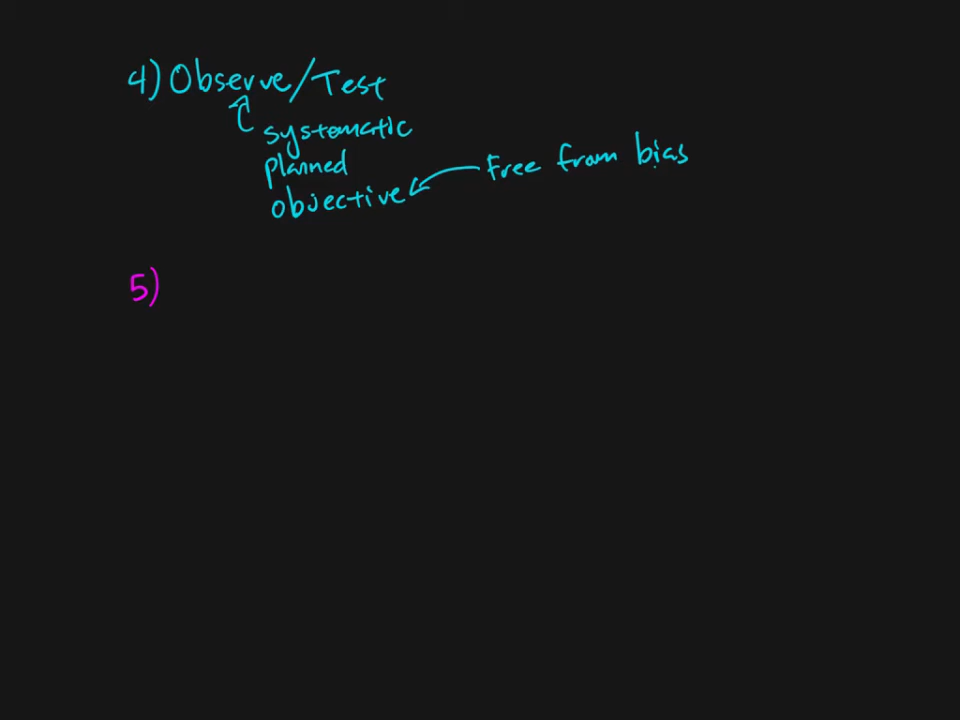 4) Observe/Test
systematic
planned
objective
Free from bias
5)